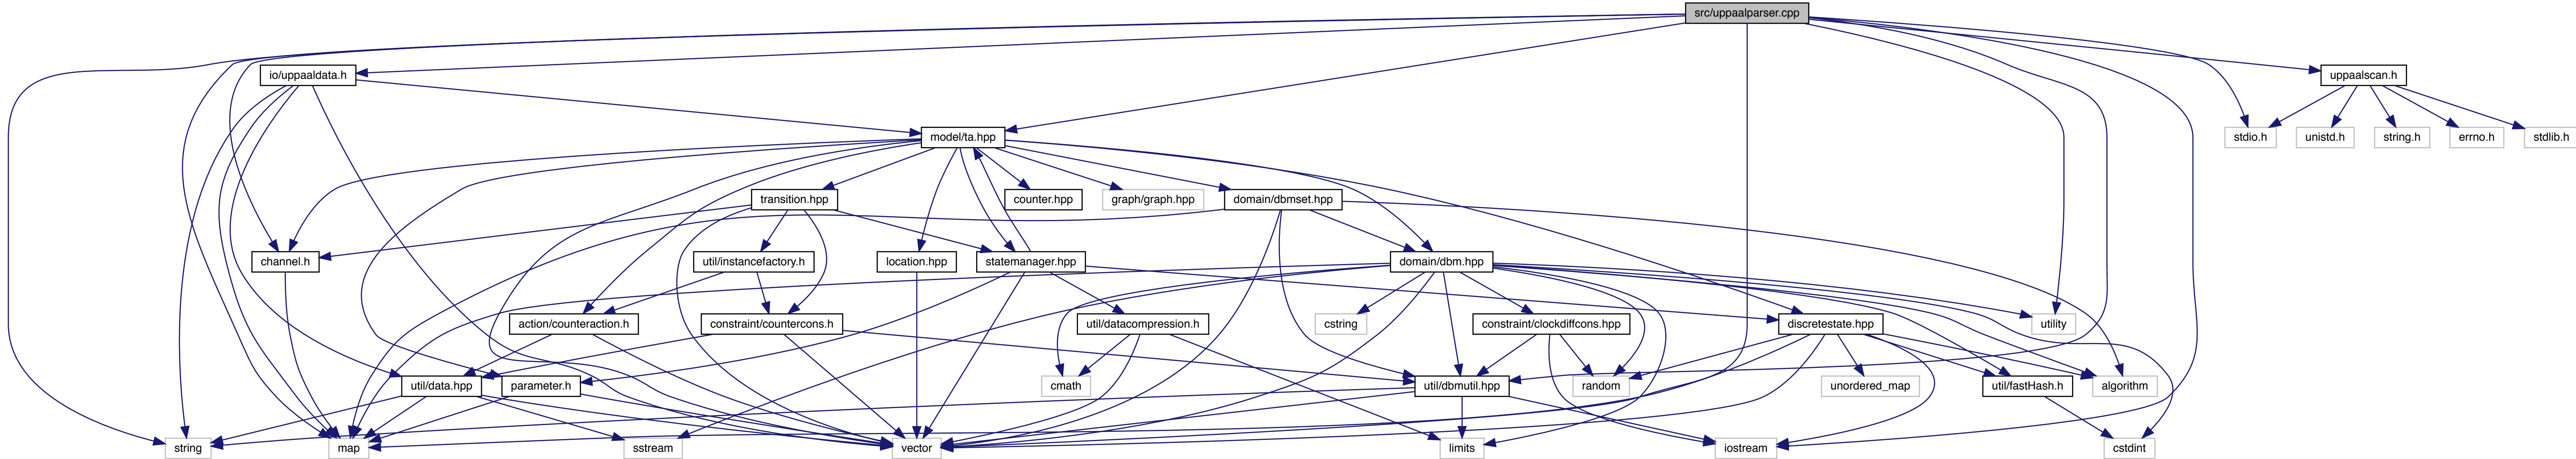 src/uppaalparser.cpp
io/uppaaldata.h
uppaalscan.h
model/ta.hpp
stdio.h
unistd.h
string.h
errno.h
stdlib.h
transition.hpp
counter.hpp
graph/graph.hpp
domain/dbmset.hpp
channel.h
util/instancefactory.h
location.hpp
statemanager.hpp
domain/dbm.hpp
action/counteraction.h
constraint/countercons.h
util/datacompression.h
cstring
constraint/clockdiffcons.hpp
discretestate.hpp
utility
util/data.hpp
parameter.h
cmath
util/dbmutil.hpp
random
unordered_map
util/fastHash.h
algorithm
string
map
sstream
vector
limits
iostream
cstdint